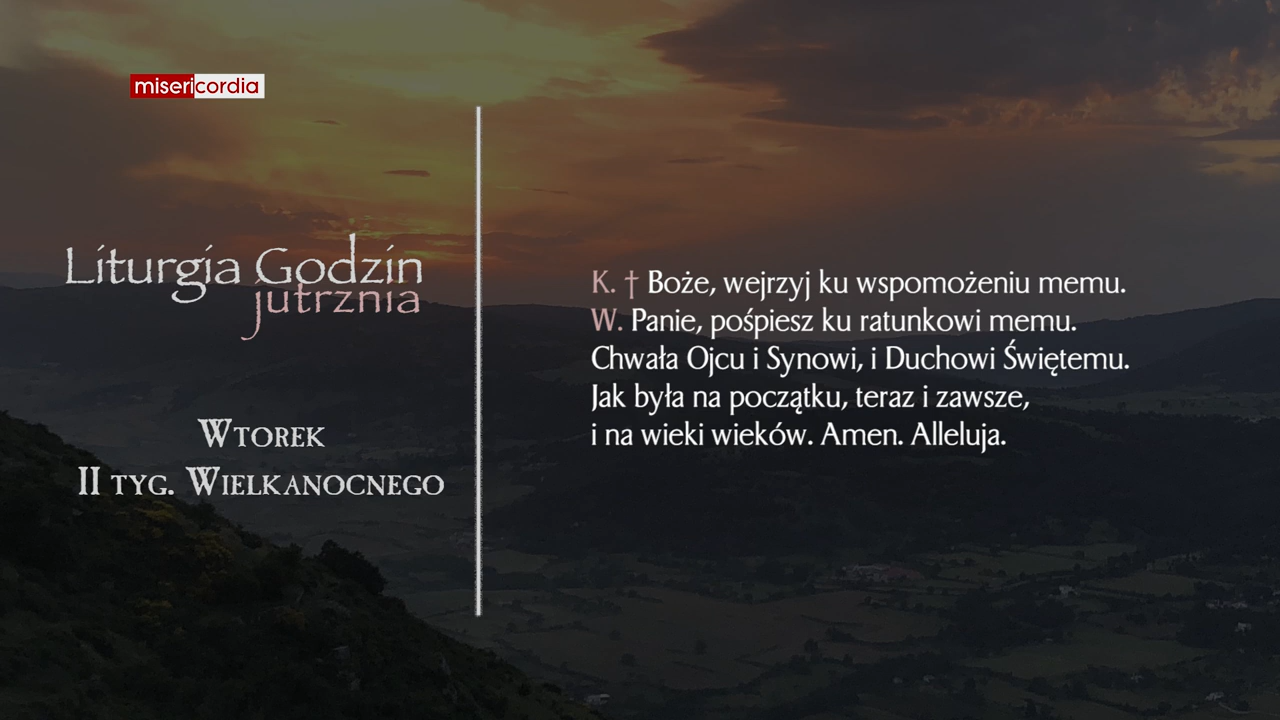 misericordia
Liturgia Godzin
jutrznia
Wtorek
II tyg. Wielkanocnego
K. † Boże, wejrzyj ku wspomożeniu memu.
W. Panie, pośpiesz ku ratunkowi memu.
Chwała Ojcu i Synowi, i Duchowi Świętemu.
Jak była na początku, teraz i zawsze,
i na wieki wieków. Amen. Alleluja.